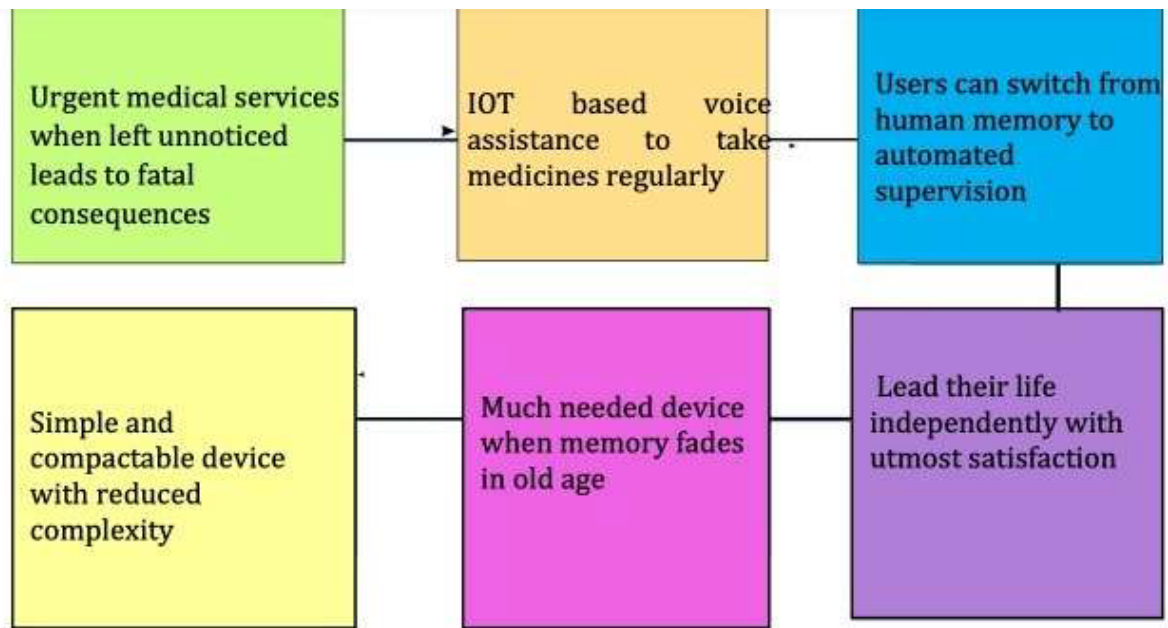 Urgent medical services
when left unnoticed
leads to fatal
consequences
IOT based voice
assistance to take
medicines regularly
Users can switch from
human memory to
automated
supervision
Lead their life
independently with
utmost satisfaction
Much needed device
when memory fades
in old age
Simple and
compactable device
with reduced
complexity